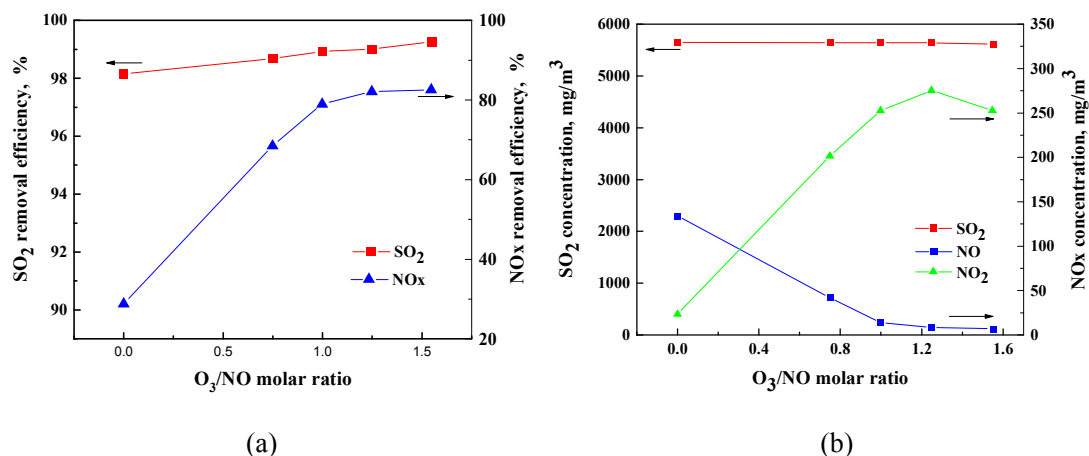 SO2 removal efficiency, %
100
98
96
94
92
90
100
80
60
40
20
NOx removal efficiency, %
SO2
NOx
0.0 0.5 1.0 1.5
O3/NO molar ratio
(a)
SO2 concentration, mg/m3
6000
5000
4000
3000
2000
1000
0
350
300
250
200
150
100
50
0
NOx concentration, mg/m3
SO2
NO
NO2
0.0 0.4 0.8 1.2 1.6
O3/NO molar ratio
(b)